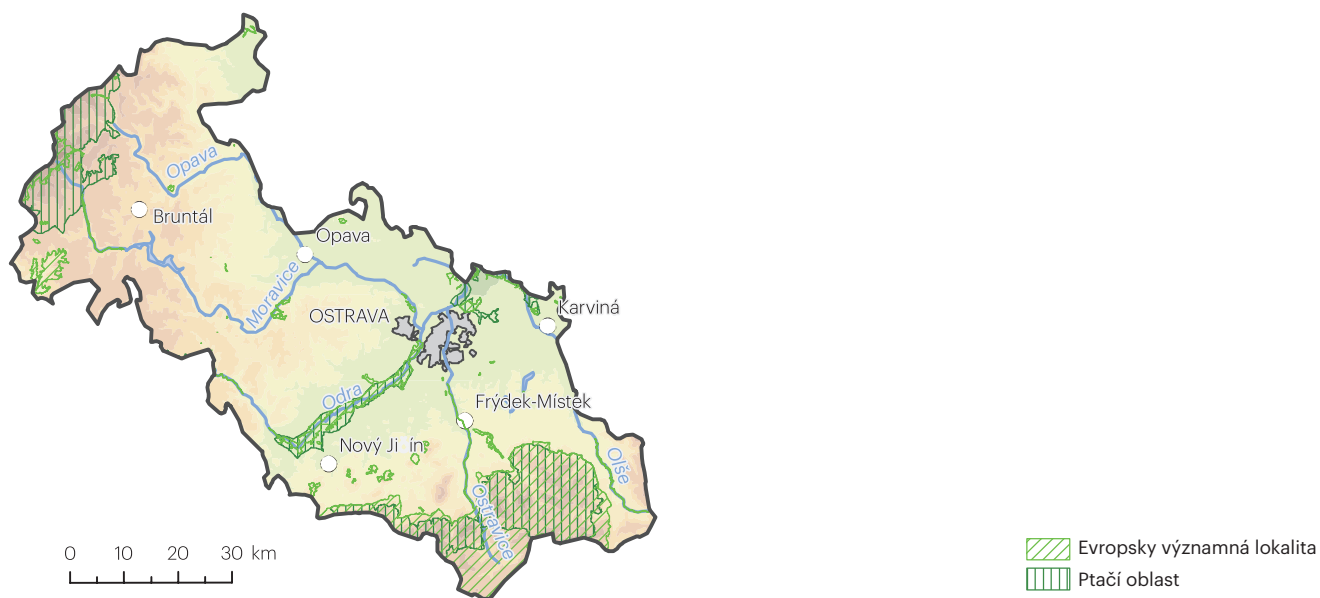 Opava
Bruntál
Opava
Moravice
OSTRAVA
Karviná
Odra
Frýdek-Místek
Nový Ji ín
Olše
Ostravice
0 10 20 30 km
Evropsky významná lokalita
Ptačí oblast